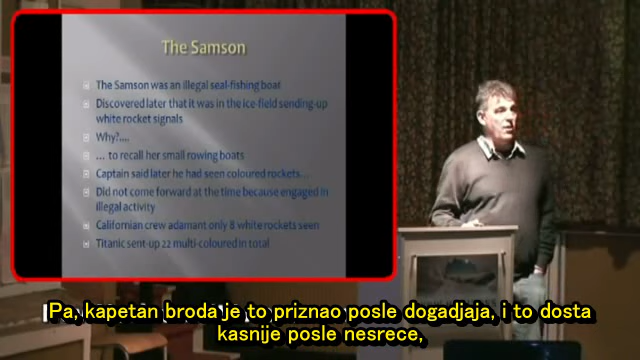 The Samson
The Samson was an illegal seal-fishing boat
Discovered later that it was in the ice-field sending-up
white rocket signals
Why?....
... to recall her small rowing boats
Captain said later he had seen coloured rockets...
Did not come forward at the time because engaged in
illegal activity
Californian crew adamant only 8 white rockets seen
Titanic sent-up 22 multi-coloured in total
Pa, kapetan broda je to priznao posle dogadjaja, i to dosta
kasnije posle nesrece,